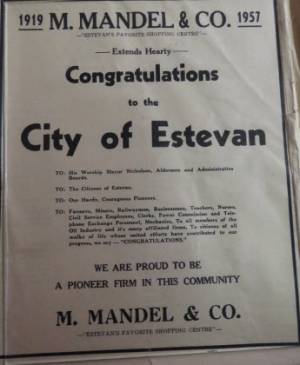 1919 M. MANDEL & CO. 1957
—"ESTEVAN'S FAVORITE SHOPPING CENTRE"—
— Extends Hearty —
Congratulations
to the
City of Estevan
TO: His Worship Mayor Nicholson, Aldermen and Administrative
Boards.
TO: The Citizens of Estevan.
TO: Our Hardy, Courageous Pioneers.
TO: Farmers, Miners, Railwaymen, Businessmen, Teachers, Nurses,
Civil Service Employees, Clerks, Power Commission and Tele-
phone Exchange Personnel, Mechanics, To all members of the
Oil Industry and it's many affiliated firms, To citizens of all
walks of life whose united efforts have contributed to our
progress, we say — "CONGRATULATIONS."
WE ARE PROUD TO BE
A PIONEER FIRM IN THIS COMMUNITY
M. MANDEL & CO.
—"ESTEVAN'S FAVORITE SHOPPING CENTRE"—